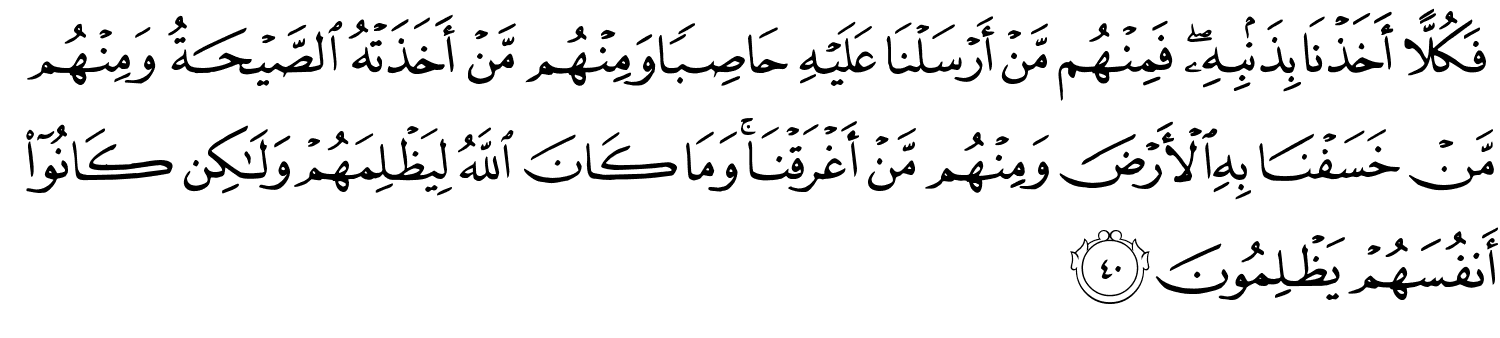 فَكُلًّا أَخَذْنَا بِذَنۢبِهِۦۖ فَمِنْهُم مَّنْ أَرْسَلْنَا عَلَيْهِ حَاصِبًا وَمِنْهُم مَّنْ أَخَذَتْهُ ٱلصَّيْحَةُ وَمِنْهُم
مَّنْ خَسَفْنَا بِهِ ٱلْأَرْضَ وَمِنْهُم مَّنْ أَغْرَقْنَاۚ وَمَا كَانَ ٱللَّهُ لِيَظْلِمَهُمْ وَلَـٰكِن كَانُوٓا۟
أَنفُسَهُمْ يَظْلِمُونَ ٤٠